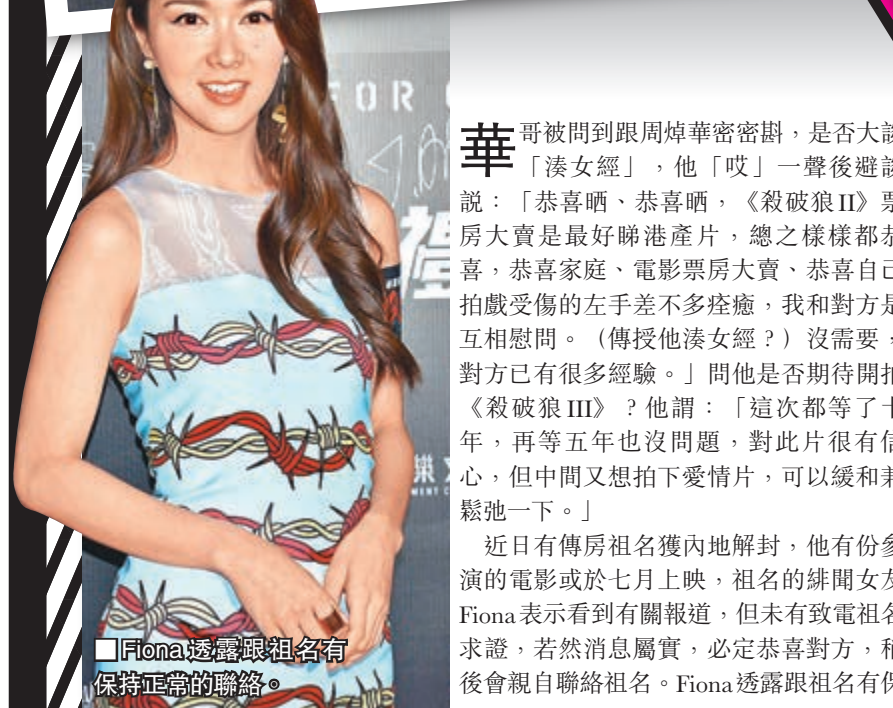 FOR
華哥被問到跟周焯華密密斟，是否大談
「湊女經」，他「哎」一聲後避談
説：「恭喜晒、恭喜晒，《殺破狼II》票
房大賣是最好睇港產片，總之樣樣都恭
喜，恭喜家庭、電影票房大賣、恭喜自己
拍戲受傷的左手差不多痊癒，我和對方是
互相慰問。（傳授他湊女經？）沒需要，
對方已有很多經驗。」問他是否期待開拍
《殺破狼III》？他謂：「這次都等了十
年，再等五年也沒問題，對此片很有信
心，但中間又想拍下愛情片，可以緩和兼
鬆弛一下。」
近日有傳房祖名獲內地解封，他有份參
演的電影或於七月上映，祖名的緋聞女友
Fiona表示看到有關報道，但未有致電祖名
求證，若然消息屬實，必定恭喜對方，稍
後會親自聯絡祖名。Fiona透露跟祖名有保
■Fiona透露跟祖名有
保持正常的聯絡。